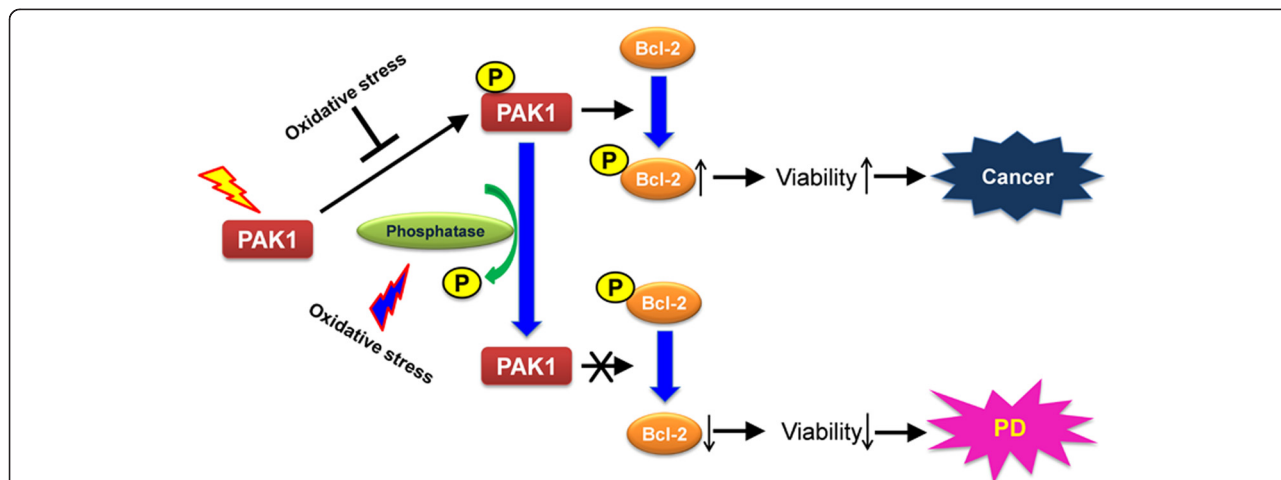 Oxidative stress
PAK1
P
PAK1
Bcl-2
P
Bcl-2
Viability
Cancer
Phosphatase
P
Oxidative stress
PAK1
P
Bcl-2
Bcl-2
Viability
PD